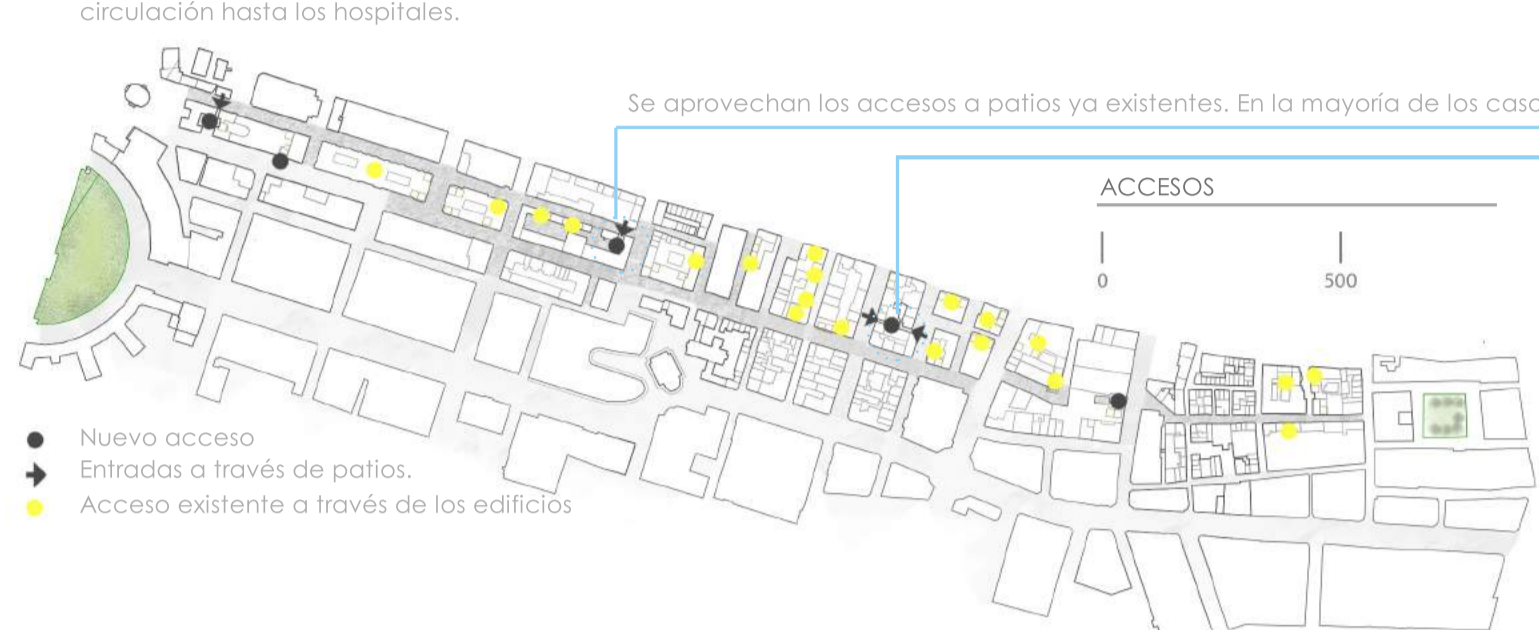 circulación hasta los hospitales.
Se aprovechan los accesos a patios ya existentes. En la mayoría de los
ACCESOS
0
500
Nuevo acceso
Entradas a través de patios.
Acceso existente a través de los edificios